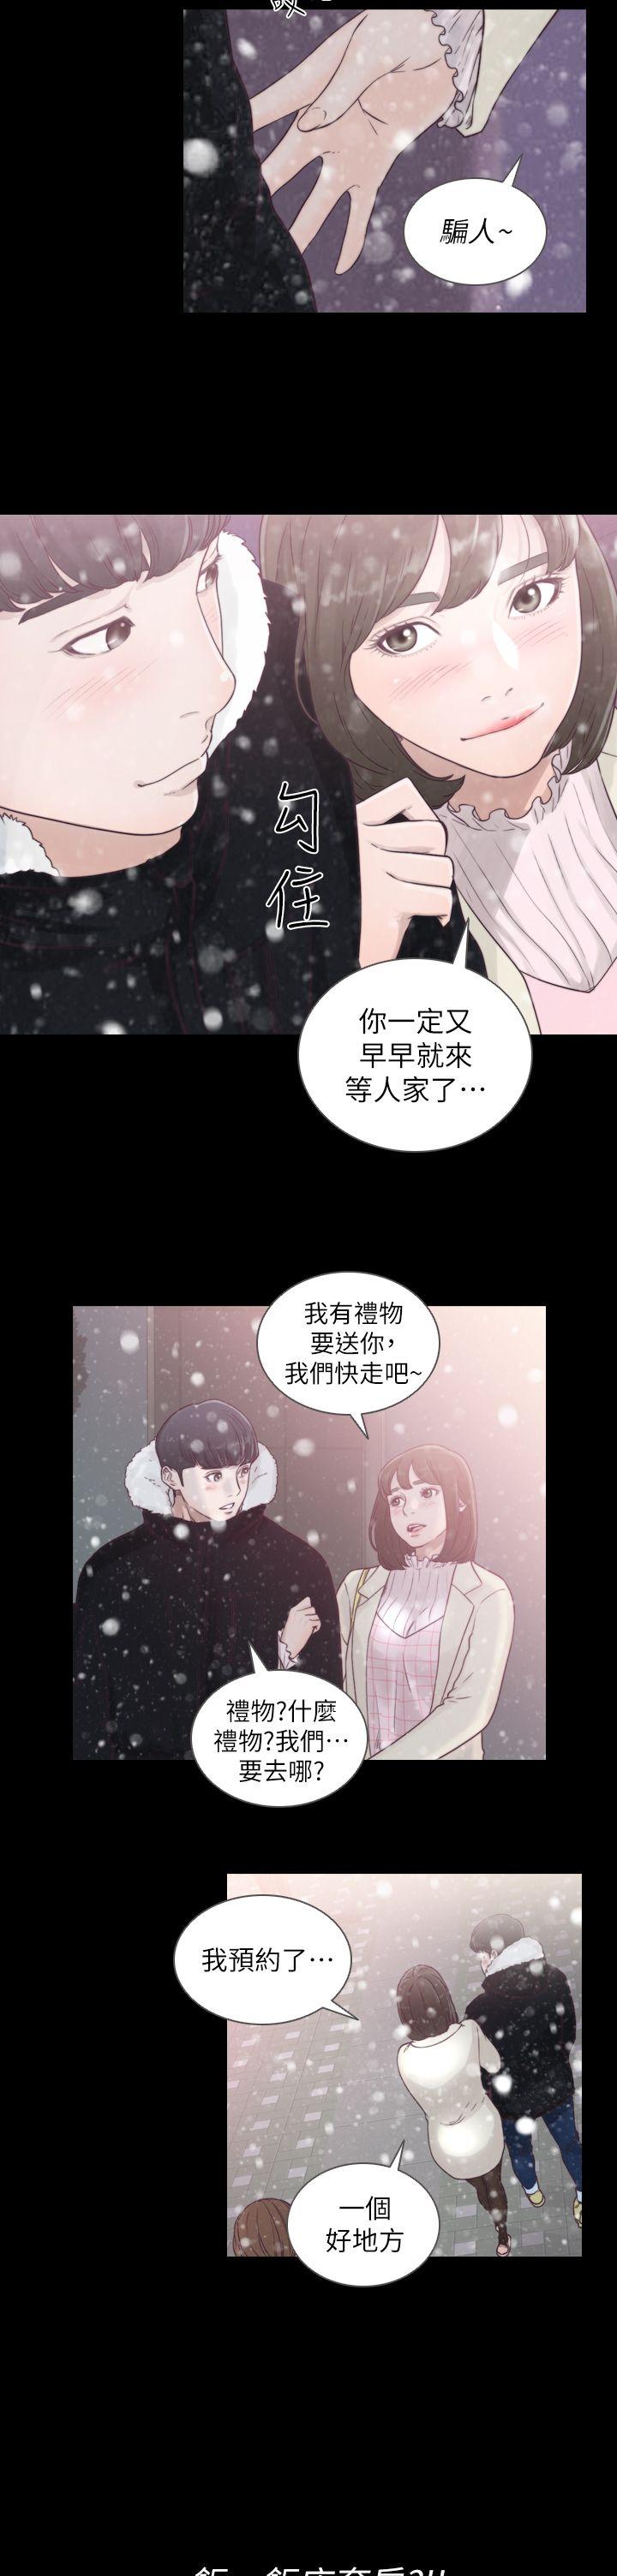 騙人~
勾
住
你一定又
早早就來
等人家了…
我有禮物
要送你,
我們快走吧~
禮物?什麼
禮物?我們…
要去哪?
我預約了…
一個
好地方